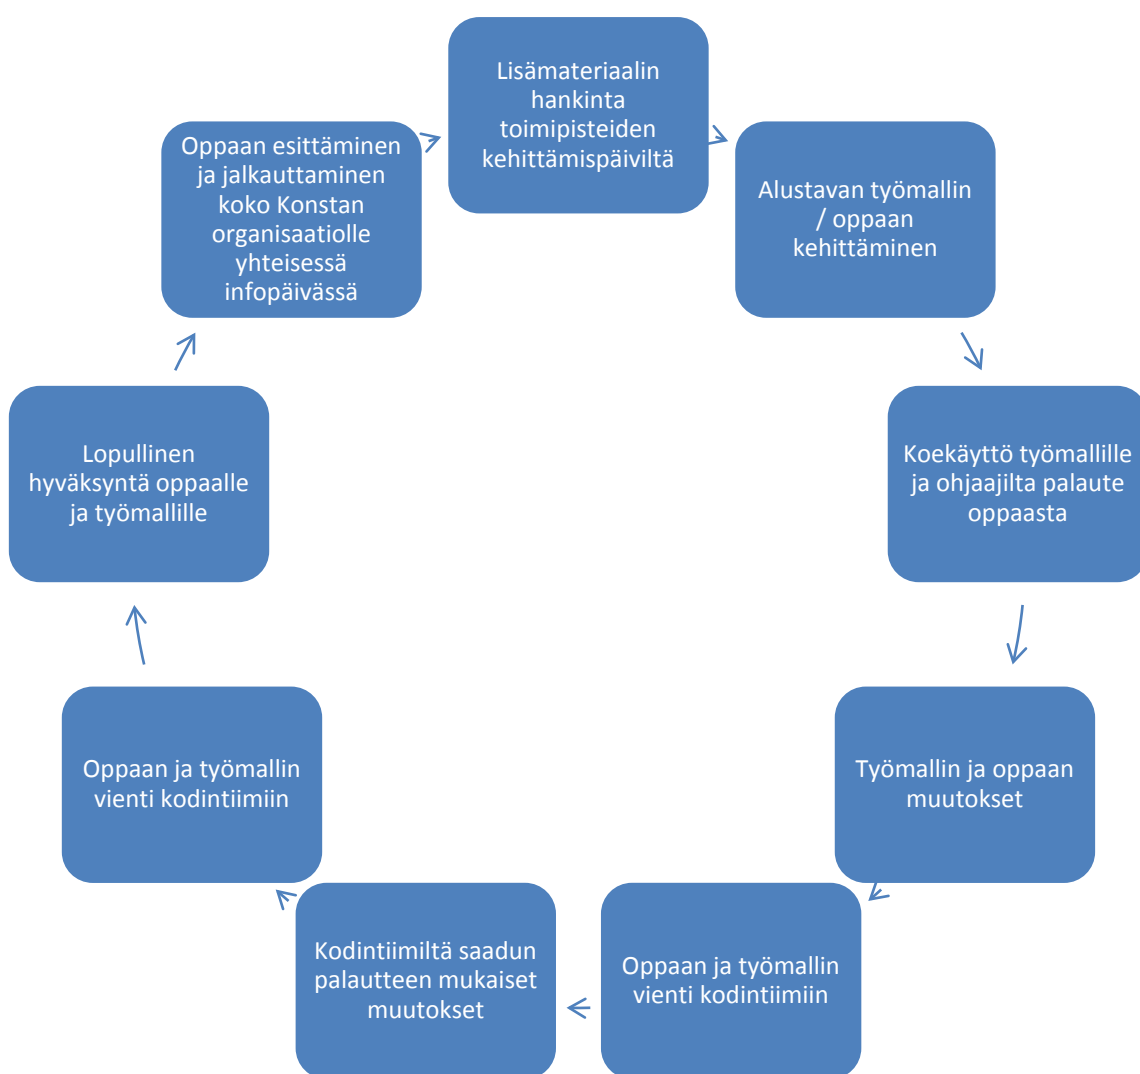 Lisämateriaalin
hankinta
toimipisteiden
kehittämispäiviltä
Alustavan työmallin
/ oppaan
kehittäminen
Koekäyttö työmallille
ja ohjaajilta palaute
oppaasta
Työmallin ja oppaan
muutokset
Oppaan ja työmallin
vienti kodintiimiin
Kodintiimiltä saadun
palautteen mukaiset
muutokset
Oppaan ja työmallin
vienti kodintiimiin
Lopullinen
hyväksyntä oppaalle
ja työmallille
Oppaan esittäminen
ja jalkauttaminen
koko Konstan
organisaatiolle
yhteisessä
infopäivässä